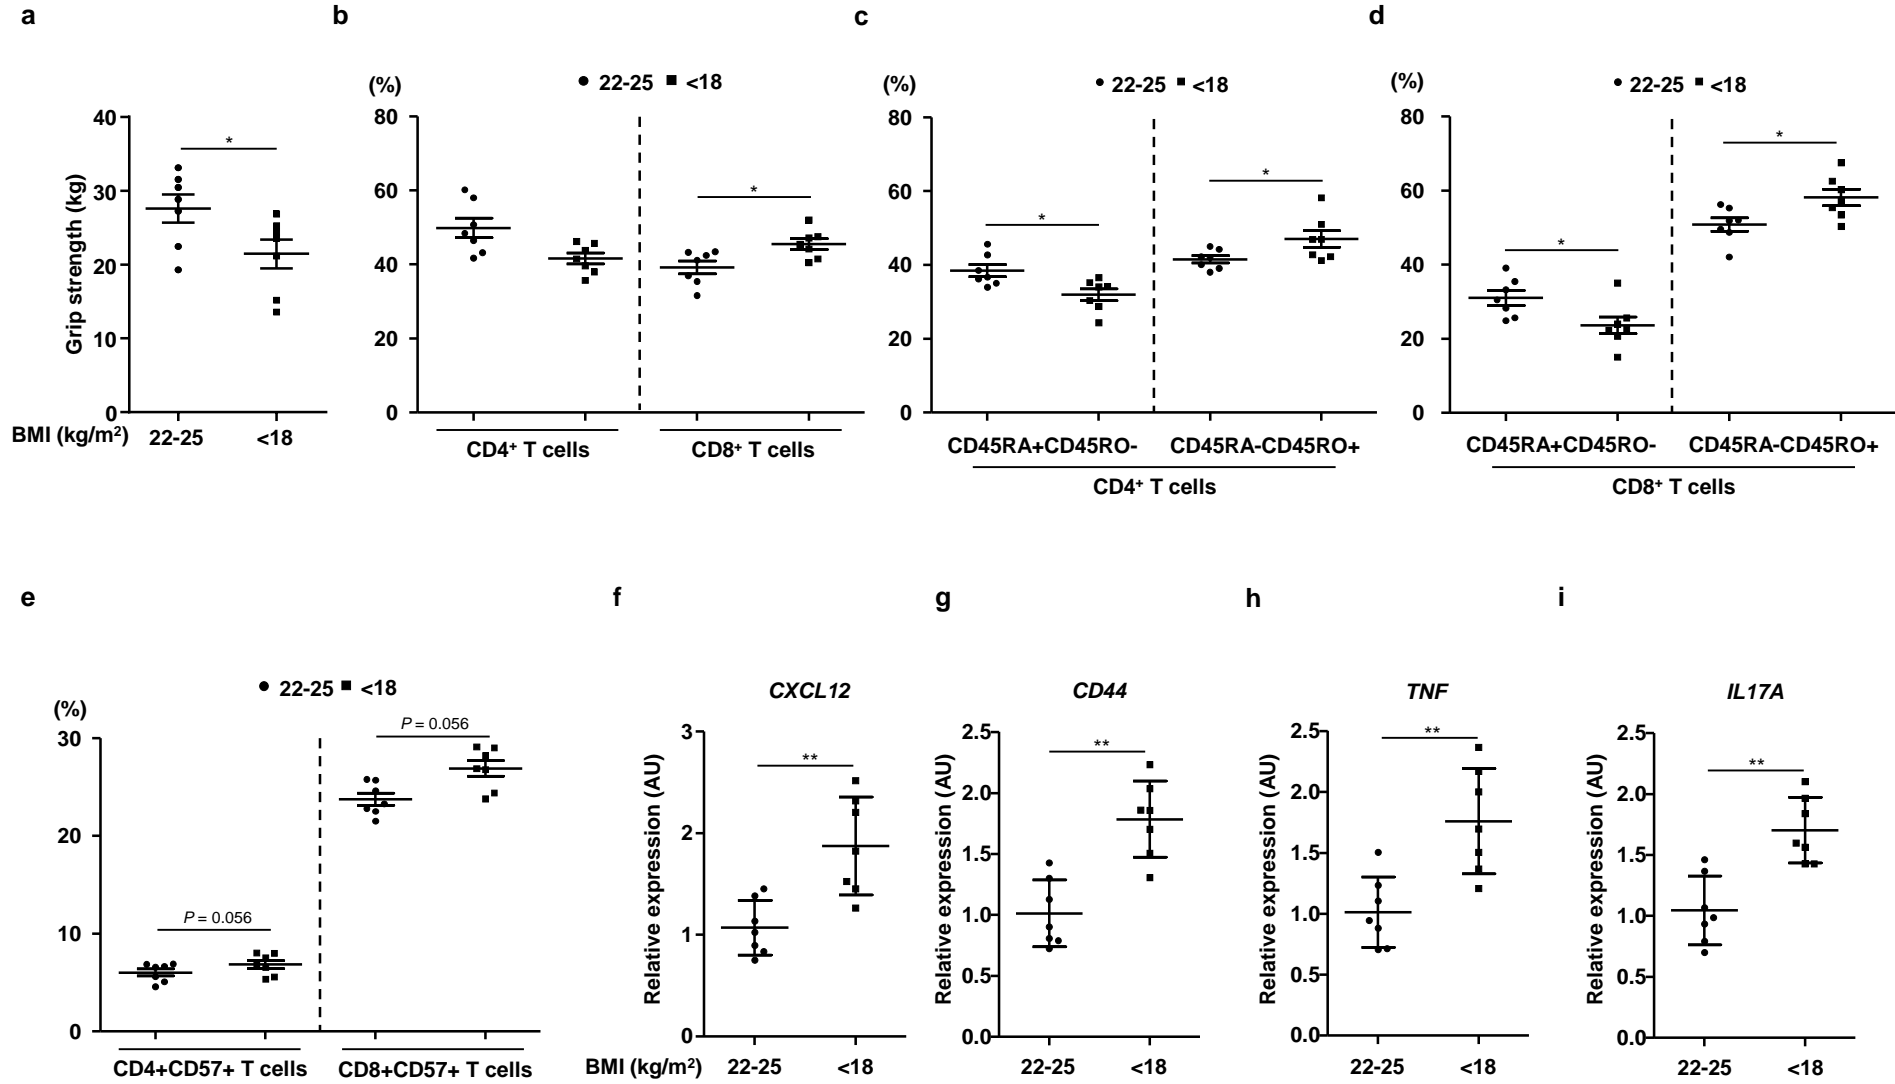 a
b
c
d
Grip strength (kg)
40
30
20
10
0
*
BMI (kg/m²)
22-25
<18
(%)
● 22-25 ■ <18
80
60
40
20
0
*
CD4⁺ T cells
CD8⁺ T cells
(%)
● 22-25 ■ <18
80
60
40
20
0
*
*
CD45RA+CD45RO-
CD45RA-CD45RO+
CD4⁺ T cells
(%)
● 22-25 ■ <18
80
60
40
20
0
*
*
CD45RA+CD45RO-
CD45RA-CD45RO+
CD8⁺ T cells
e
f
g
h
i
● 22-25 ■ <18
(%)
30
20
10
0
P = 0.056
P = 0.056
CD4+CD57+ T cells
CD8+CD57+ T cells
CXCL12
Relative expression (AU)
3
2
1
0
**
BMI (kg/m²)
22-25
<18
CD44
Relative expression (AU)
2.5
2.0
1.5
1.0
0.5
0.0
**
22-25
<18
TNF
Relative expression (AU)
2.5
2.0
1.5
1.0
0.5
0.0
**
22-25
<18
IL17A
Relative expression (AU)
2.5
2.0
1.5
1.0
0.5
0.0
**
22-25
<18